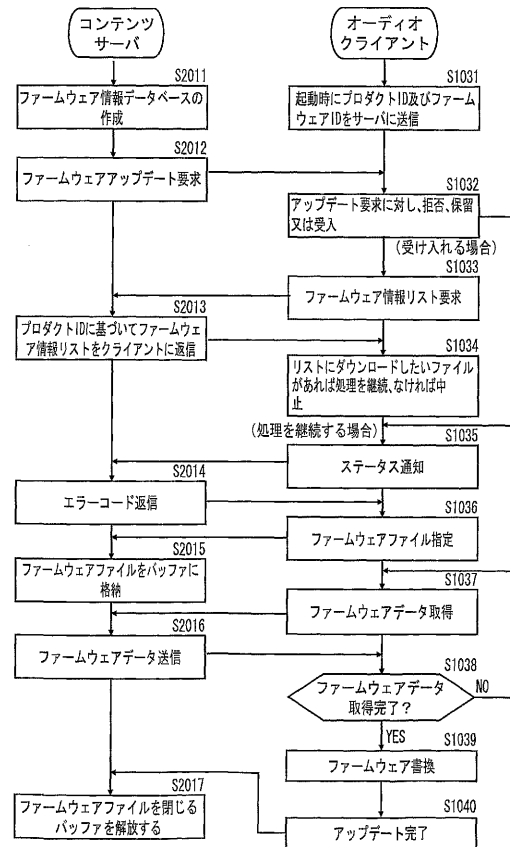 コンテンツ
サーバ
オーディオ
クライアント
S2011
ファームウェア情報データベースの
作成
S1031
起動時にプロダクトID及びファーム
ウェアIDをサーバに送信
S2012
ファームウェアアップデート要求
S1032
アップデート要求に対し、拒否、保留
又は受入
(受け入れる場合)
S1033
ファームウェア情報リスト要求
S2013
プロダクトIDに基づいてファームウェ
ア情報リストをクライアントに返信
S1034
リストにダウンロードしたいファイル
があれば処理を継続、なければ中
止
(処理を継続する場合)
S1035
ステータス通知
S2014
エラーコード返信
S1036
ファームウェアファイル指定
S2015
ファームウェアファイルをバッファに
格納
S1037
ファームウェアデータ取得
S2016
ファームウェアデータ送信
S1038
ファームウェアデータ
取得完了?
NO
YES
S1039
ファームウェア書換
S2017
ファームウェアファイルを閉じる
バッファを解放する
S1040
アップデート完了